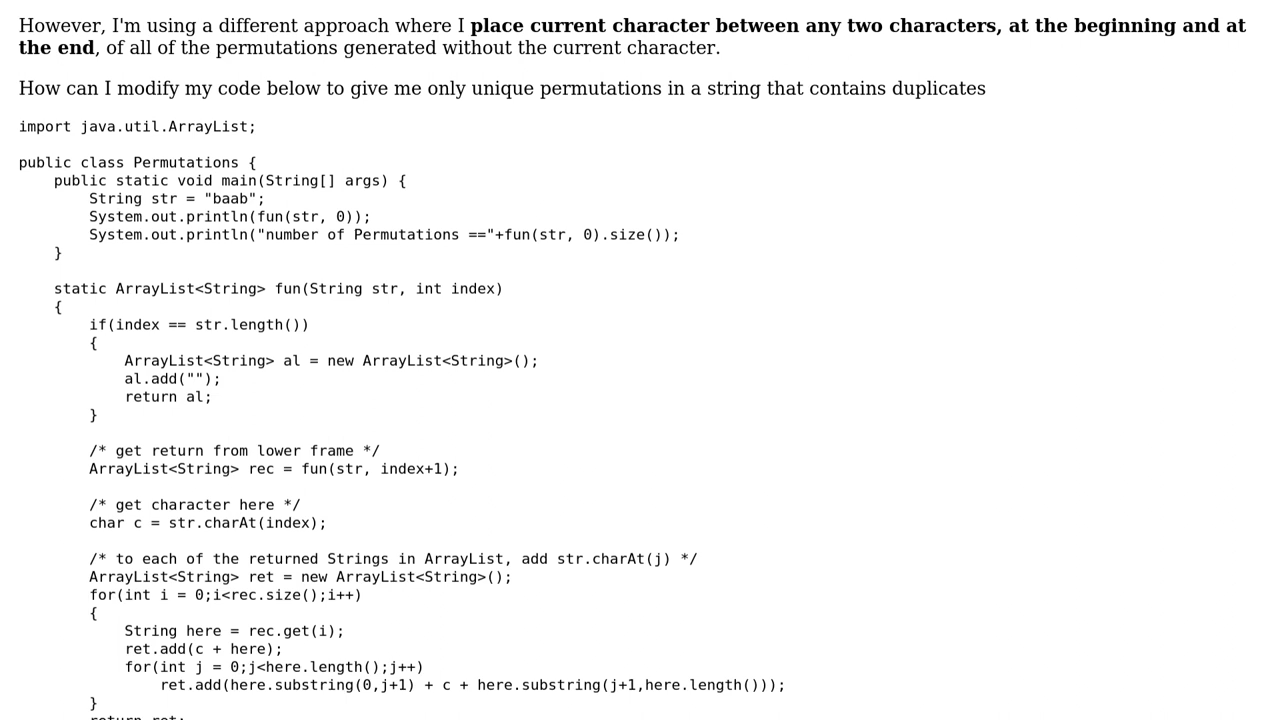 However, I'm using a different approach where I place current character between any two characters, at the beginning and at
the end, of all of the permutations generated without the current character.
How can I modify my code below to give me only unique permutations in a string that contains duplicates
import java.util.ArrayList;
public class Permutations {
    public static void main(String[] args) {
        String str = "baab";
        System.out.println(fun(str, 0));
        System.out.println("number of Permutations =="+fun(str, 0).size());
    }
    static ArrayList<String> fun(String str, int index)
    {
        if(index == str.length())
        {
            ArrayList<String> al = new ArrayList<String>();
            al.add("");
            return al;
        }
        /* get return from lower frame */
        ArrayList<String> rec = fun(str, index+1);
        /* get character here */
        char c = str.charAt(index);
        /* to each of the returned Strings in ArrayList, add str.charAt(j) */
        ArrayList<String> ret = new ArrayList<String>();
        for(int i = 0;i<rec.size();i++)
        {
            String here = rec.get(i);
            ret.add(c + here);
            for(int j = 0;j<here.length();j++)
                ret.add(here.substring(0,j+1) + c + here.substring(j+1,here.length()));
        }
        return ret;